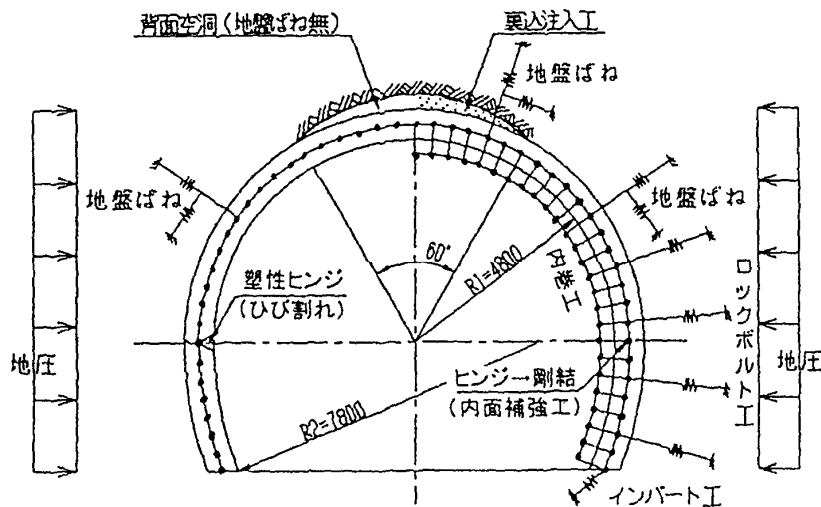 背面空洞(地盤ばね無)
裏込注入工
地盤ばね
地盤ばね
地盤ばね
60°
R1=4800
内巻工
塑性ヒンジ
(ひび割れ)
ロックボルト工
地圧
地圧
ヒンジ→剛結
(内面補強工)
R2=7800
インバート工